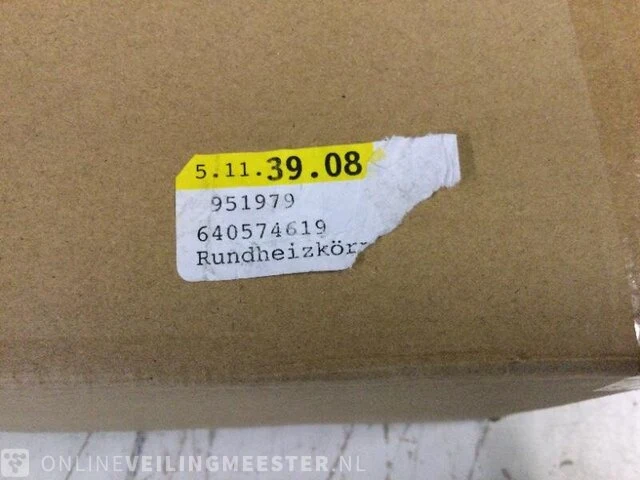 5.11.39.08
951979
640574619
Rundheizkör
ONLINEVEILINGMEESTER.NL